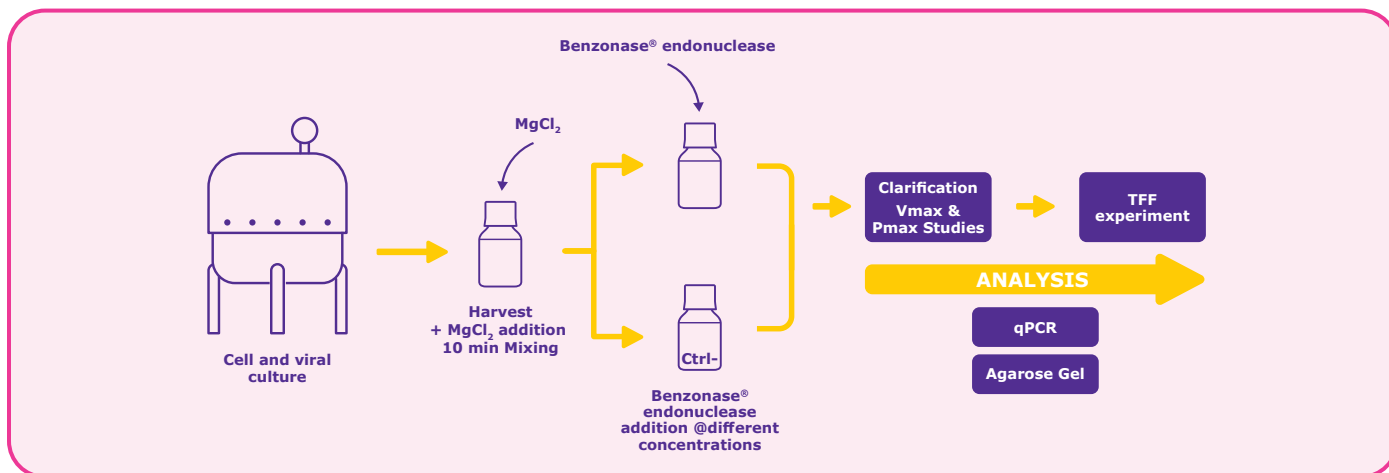 Benzonase® endonuclease
MgCl₂
Cell and viral
culture
Harvest
+ MgCl₂ addition
10 min Mixing
Ctrl-
Benzonase®
endonuclease
addition @different
concentrations
Clarification
Vmax &
Pmax Studies
TFF
experiment
ANALYSIS
qPCR
Agarose Gel